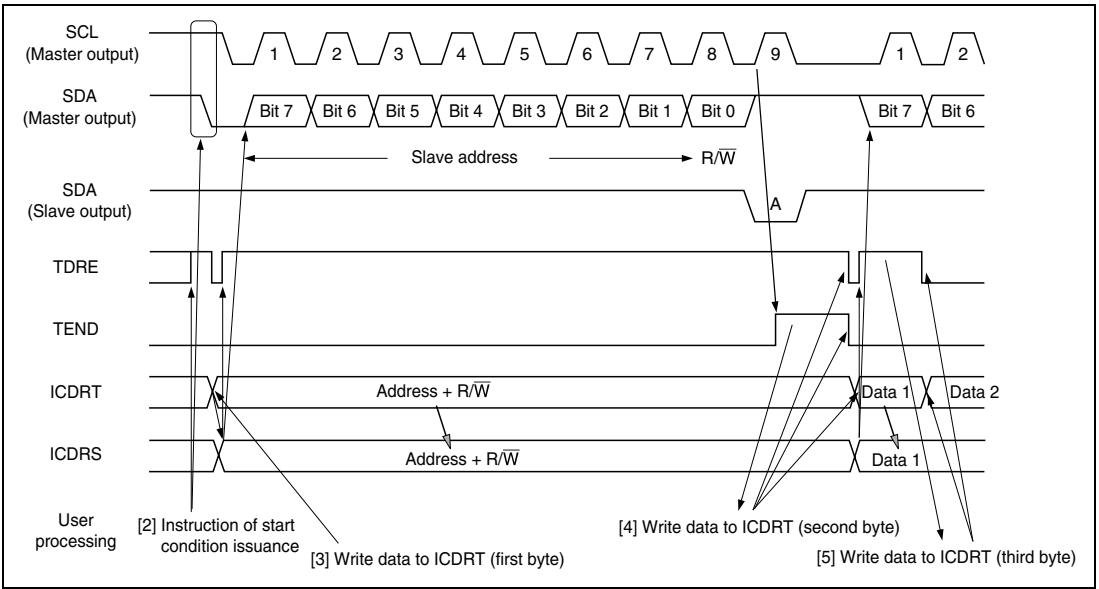 SCL
(Master output)
1 2 3 4 5 6 7 8 9 1 2
SDA
(Master output)
Bit 7 Bit 6 Bit 5 Bit 4 Bit 3 Bit 2 Bit 1 Bit 0 Bit 7 Bit 6
Slave address R/W̅
SDA
(Slave output)
A
TDRE
TEND
ICDRT
Address + R/W̅ Data 1 Data 2
ICDRS
Address + R/W̅ Data 1
User
processing
[2] Instruction of start
condition issuance
[3] Write data to ICDRT (first byte)
[4] Write data to ICDRT (second byte)
[5] Write data to ICDRT (third byte)